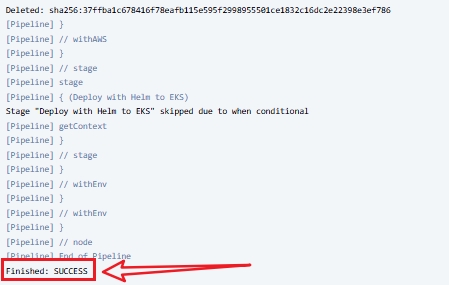 Deleted: sha256:37ffba1c678416f78eafb115e595f2998955501ce1832c16dc2e22398e3ef786
[Pipeline] }
[Pipeline] // withAWS
[Pipeline] }
[Pipeline] // stage
[Pipeline] stage
[Pipeline] { (Deploy with Helm to EKS)
Stage "Deploy with Helm to EKS" skipped due to when conditional
[Pipeline] getContext
[Pipeline] }
[Pipeline] // stage
[Pipeline] }
[Pipeline] // withEnv
[Pipeline] }
[Pipeline] // withEnv
[Pipeline] }
[Pipeline] // node
[Pipeline] End of Pipeline
Finished: SUCCESS